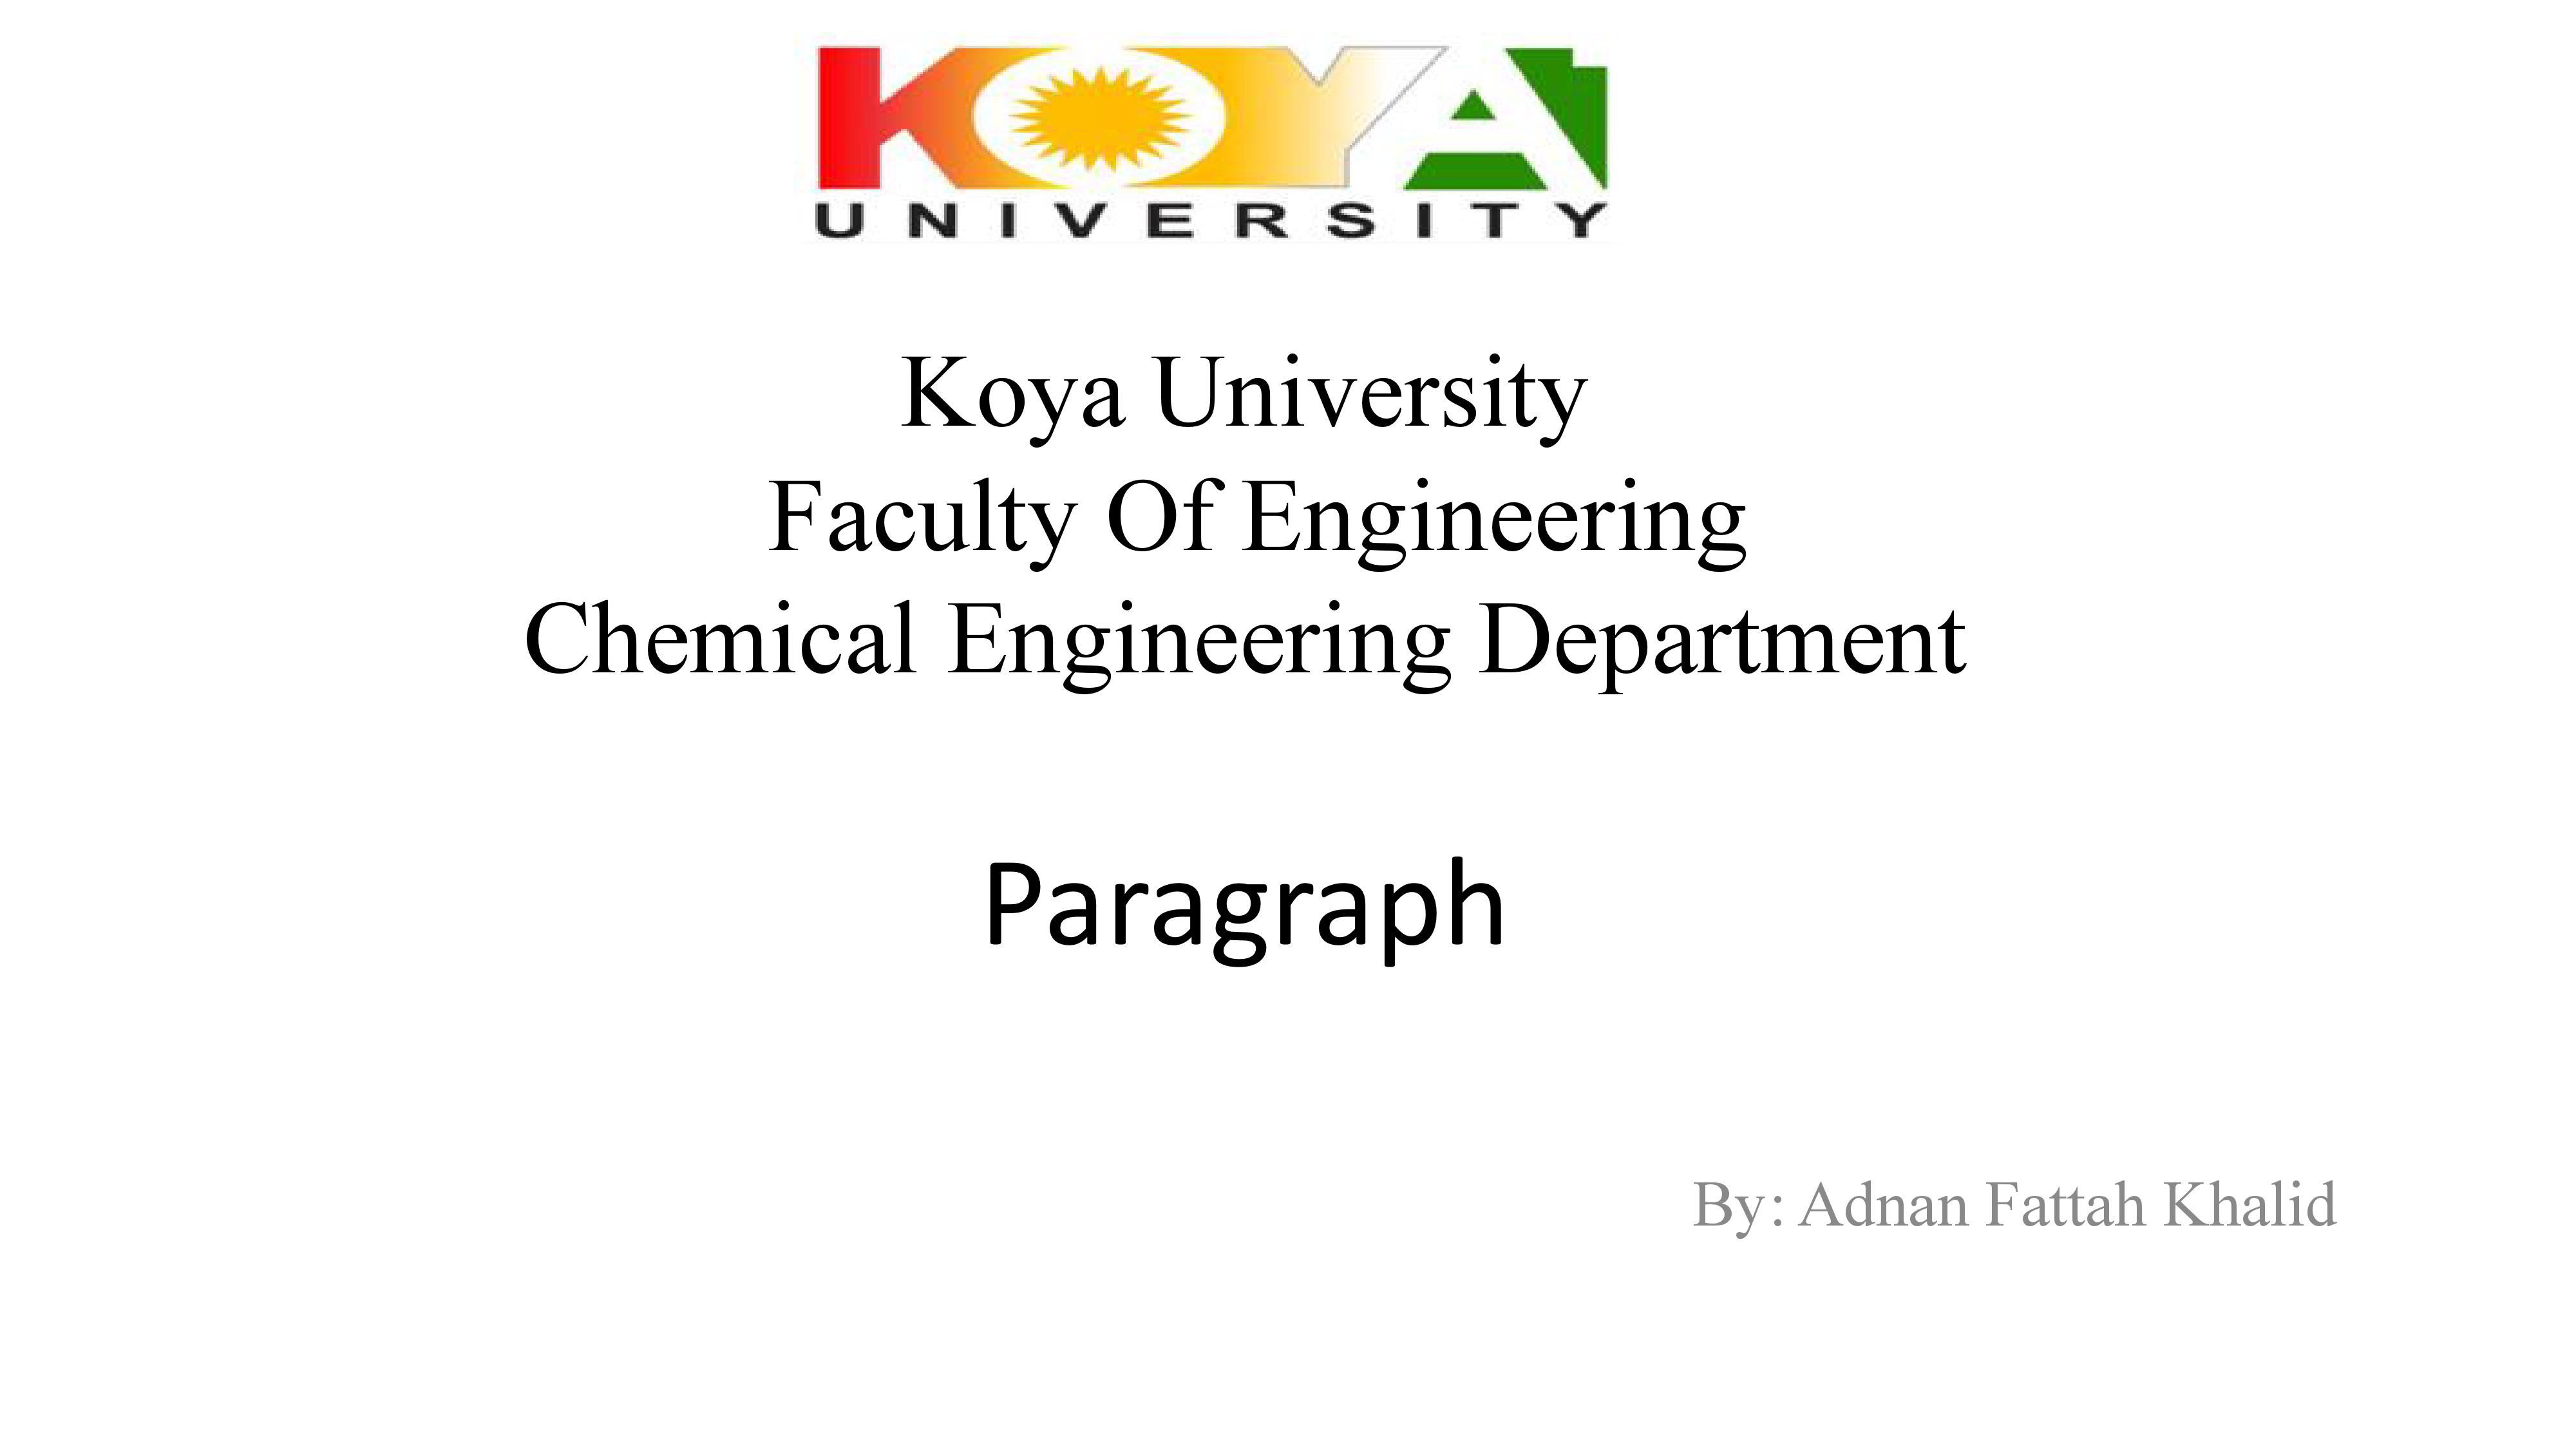 KOYA
UNIVERSITY
Koya University
Faculty Of Engineering
Chemical Engineering Department
Paragraph
By: Adnan Fattah Khalid